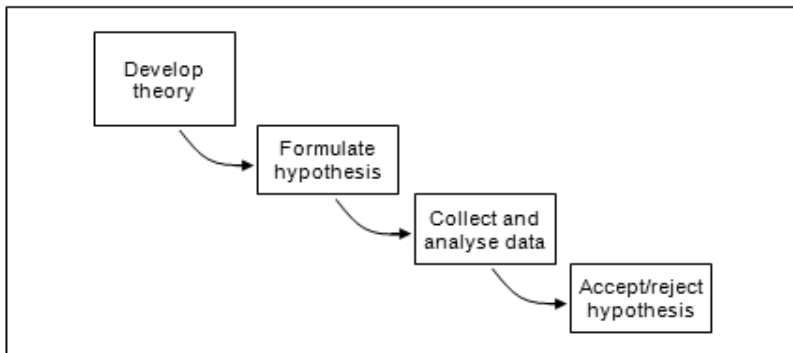 Develop
theory
Formulate
hypothesis
Collect and
analyse data
Accept/reject
hypothesis